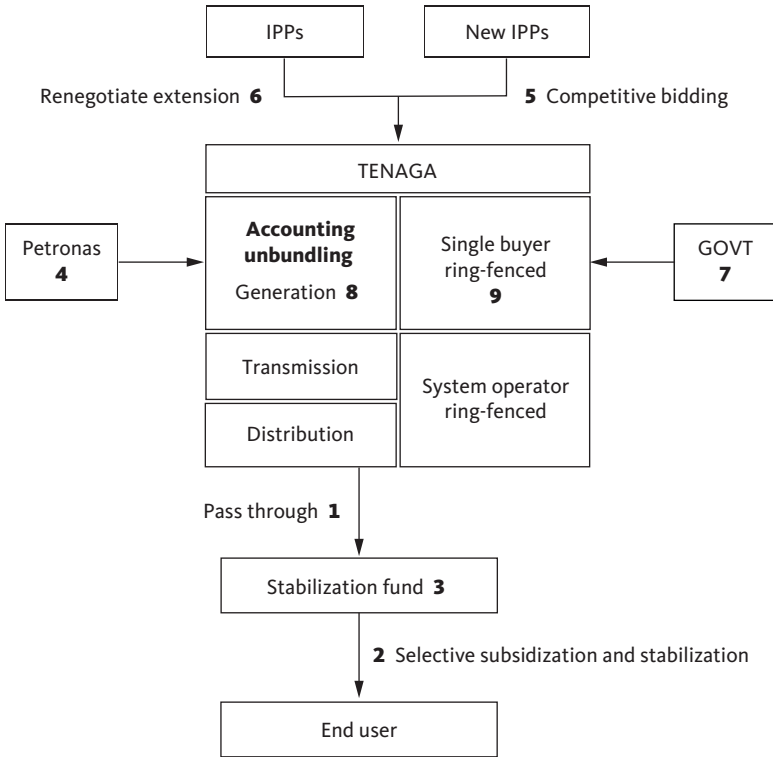 IPPs
New IPPs
Renegotiate extension 6
5 Competitive bidding
TENAGA
Petronas
4
Accounting
unbundling
Generation 8
Single buyer
ring-fenced
9
GOVT
7
Transmission
System operator
ring-fenced
Distribution
Pass through 1
Stabilization fund 3
2 Selective subsidization and stabilization
End user